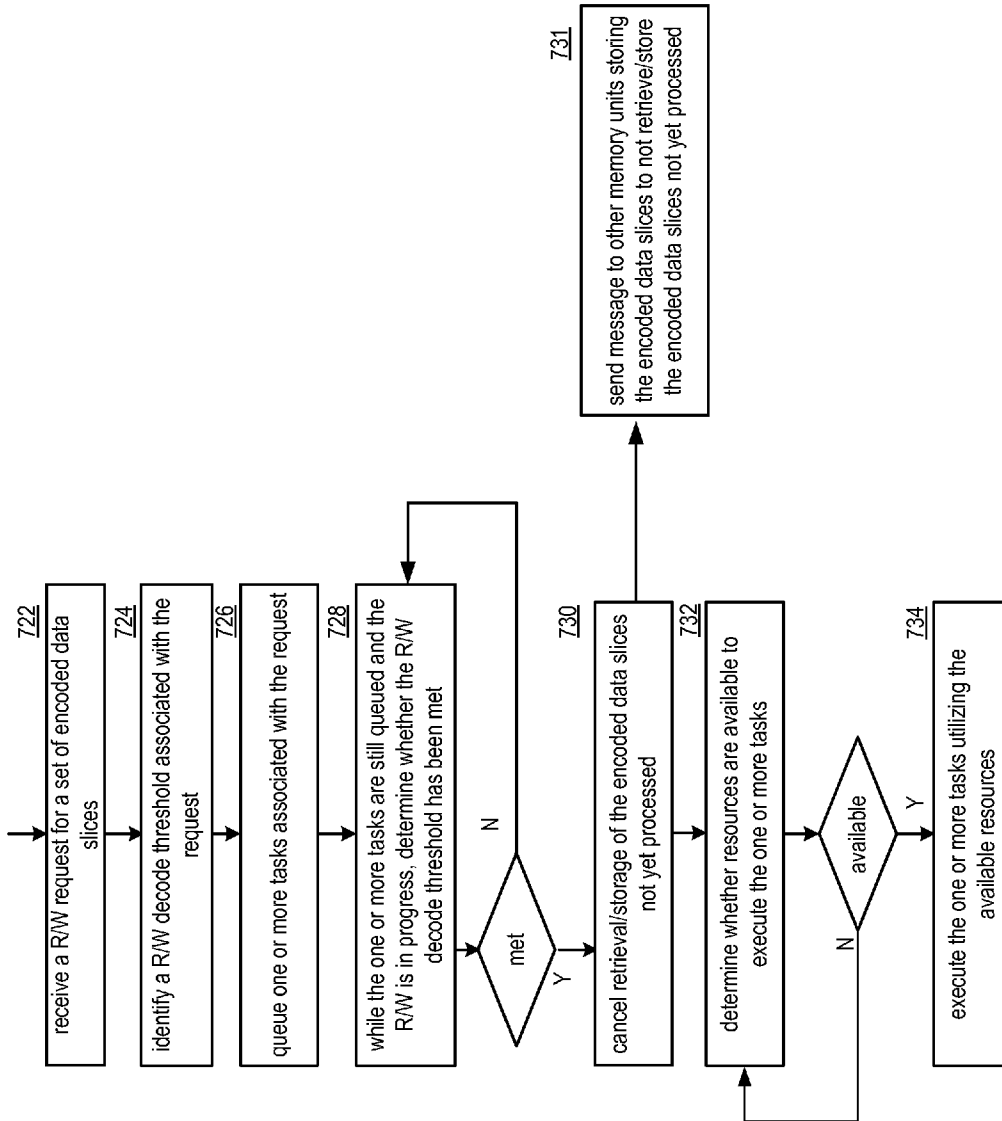 722
receive a R/W request for a set of encoded data
slices
724
identify a R/W decode threshold associated with the
request
726
queue one or more tasks associated with the request
728
while the one or more tasks are still queued and the
R/W is in progress, determine whether the R/W
decode threshold has been met
met
N
Y
730
cancel retrieval/storage of the encoded data slices
not yet processed
731
send message to other memory units storing
the encoded data slices to not retrieve/store
the encoded data slices not yet processed
732
determine whether resources are available to
execute the one or more tasks
available
N
Y
734
execute the one or more tasks utilizing the
available resources